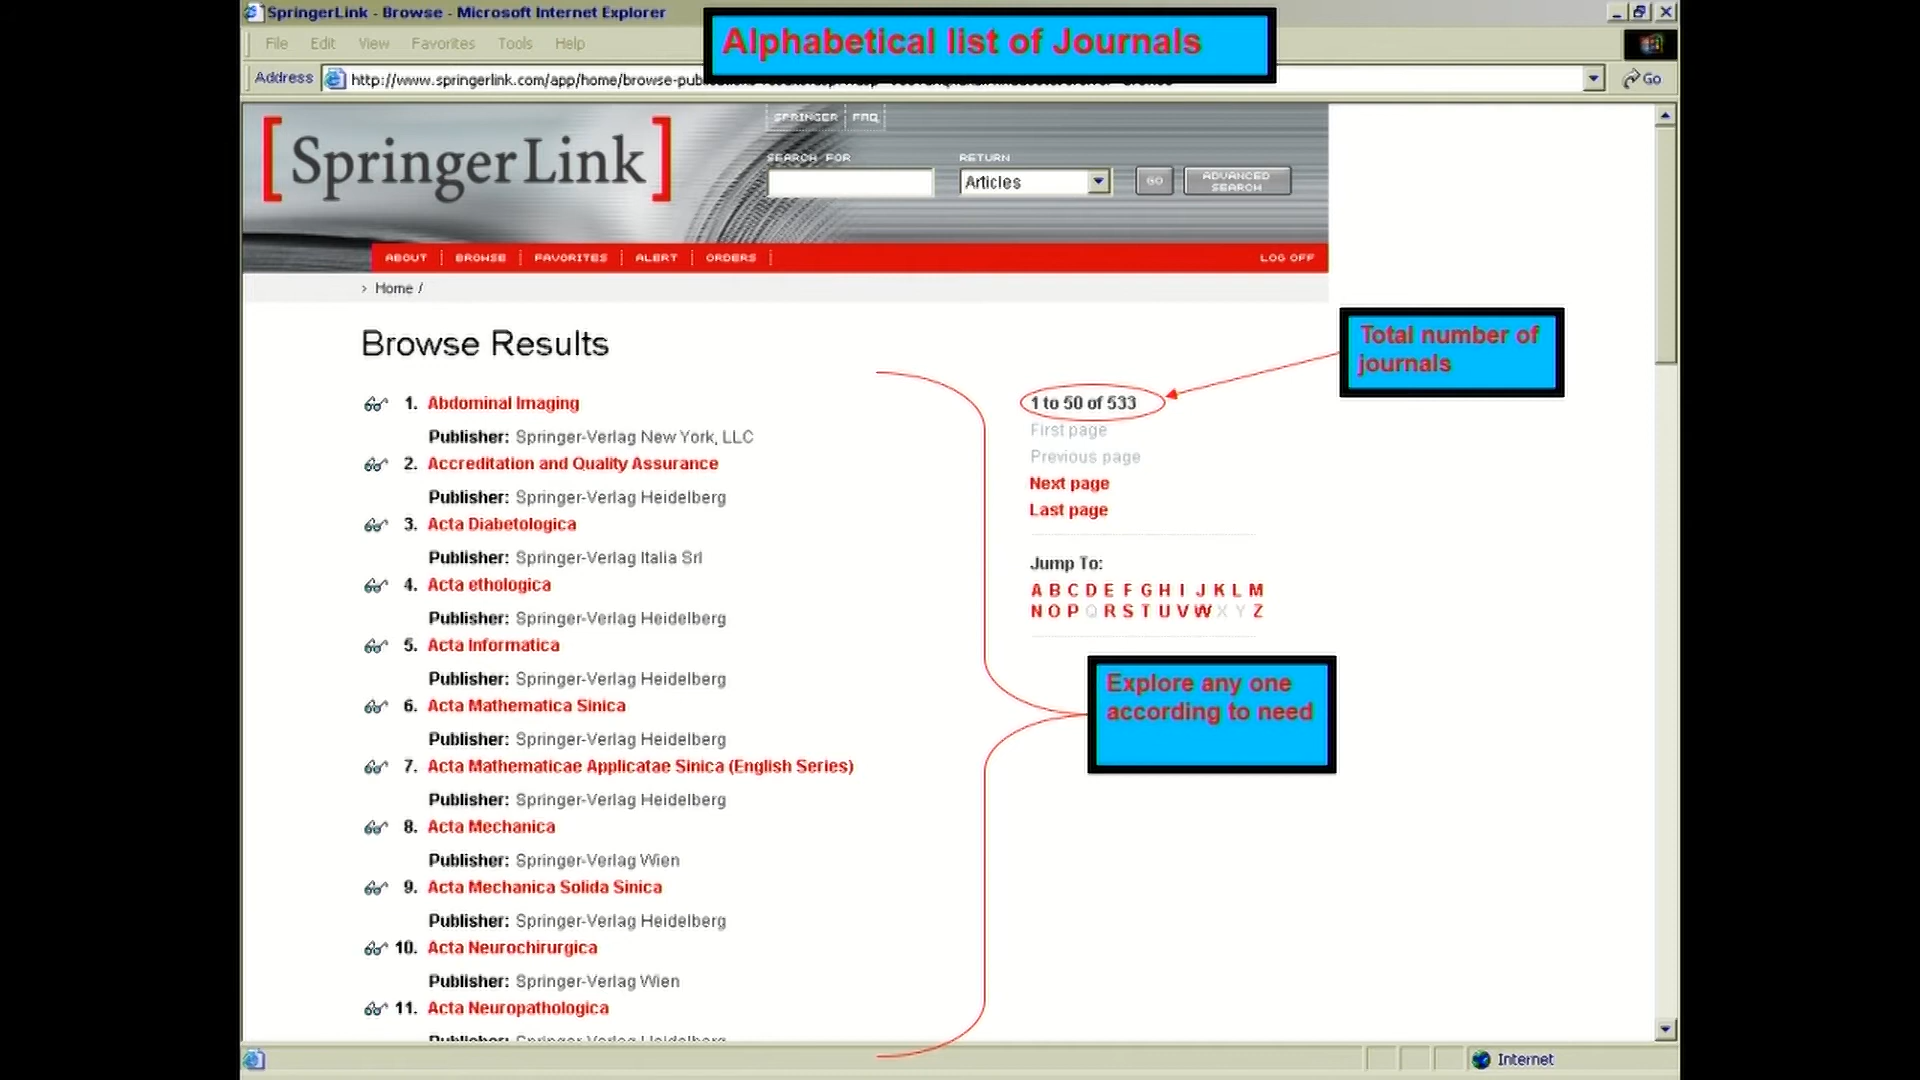 SpringerLink - Browse - Microsoft Internet Explorer
Alphabetical list of Journals
File Edit View Favorites Tools Help
Address http://www.springerlink.com/app/home/browse-pub
Go
SPRINGER FAQ
[SpringerLink]
SEARCH FOR RETURN
Articles GO ADVANCED SEARCH
ABOUT BROWSE FAVORITES ALERT ORDERS LOG OFF
> Home /
Browse Results
Total number of
journals
1. Abdominal Imaging
Publisher: Springer-Verlag New York, LLC
2. Accreditation and Quality Assurance
Publisher: Springer-Verlag Heidelberg
3. Acta Diabetologica
Publisher: Springer-Verlag Italia Srl
4. Acta ethologica
Publisher: Springer-Verlag Heidelberg
5. Acta Informatica
Publisher: Springer-Verlag Heidelberg
6. Acta Mathematica Sinica
Publisher: Springer-Verlag Heidelberg
7. Acta Mathematicae Applicatae Sinica (English Series)
Publisher: Springer-Verlag Heidelberg
8. Acta Mechanica
Publisher: Springer-Verlag Wien
9. Acta Mechanica Solida Sinica
Publisher: Springer-Verlag Heidelberg
10. Acta Neurochirurgica
Publisher: Springer-Verlag Wien
11. Acta Neuropathologica
Publisher: Springer-Verlag Heidelberg
1 to 50 of 533
First page
Previous page
Next page
Last page
Jump To:
A B C D E F G H I J K L M
N O P Q R S T U V W X Y Z
Explore any one
according to need
Internet